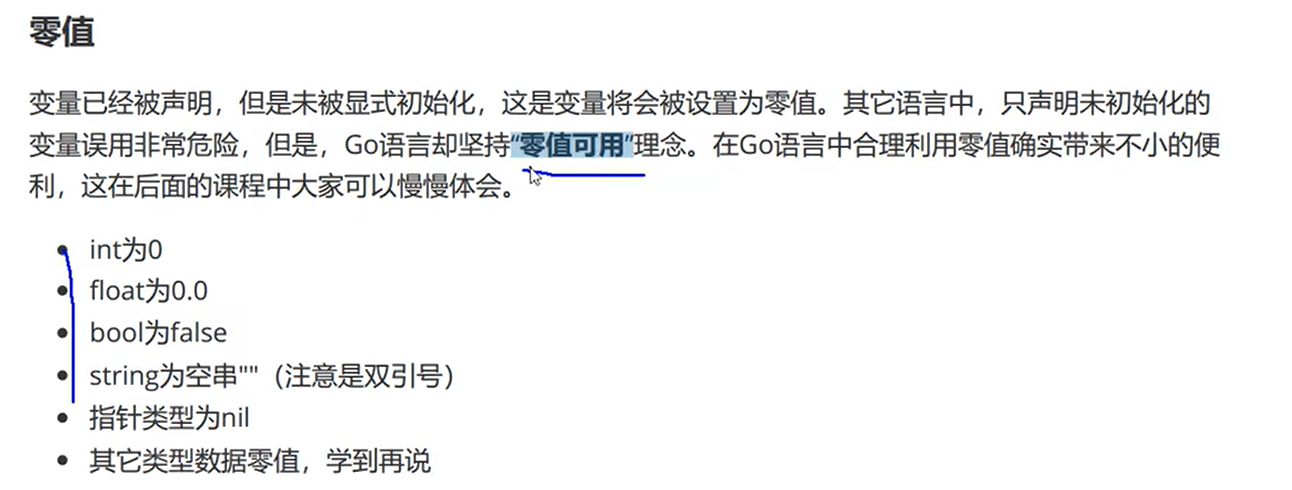 零值
变量已经被声明，但是未被显式初始化，这是变量将会被设置为零值。其它语言中，只声明未初始化的
变量误用非常危险，但是，Go语言却坚持“零值可用”理念。在Go语言中合理利用零值确实带来不小的便
利，这在后面的课程中大家可以慢慢体会。
int为0
float为0.0
bool为false
string为空串""（注意是双引号）
指针类型为nil
其它类型数据零值，学到再说